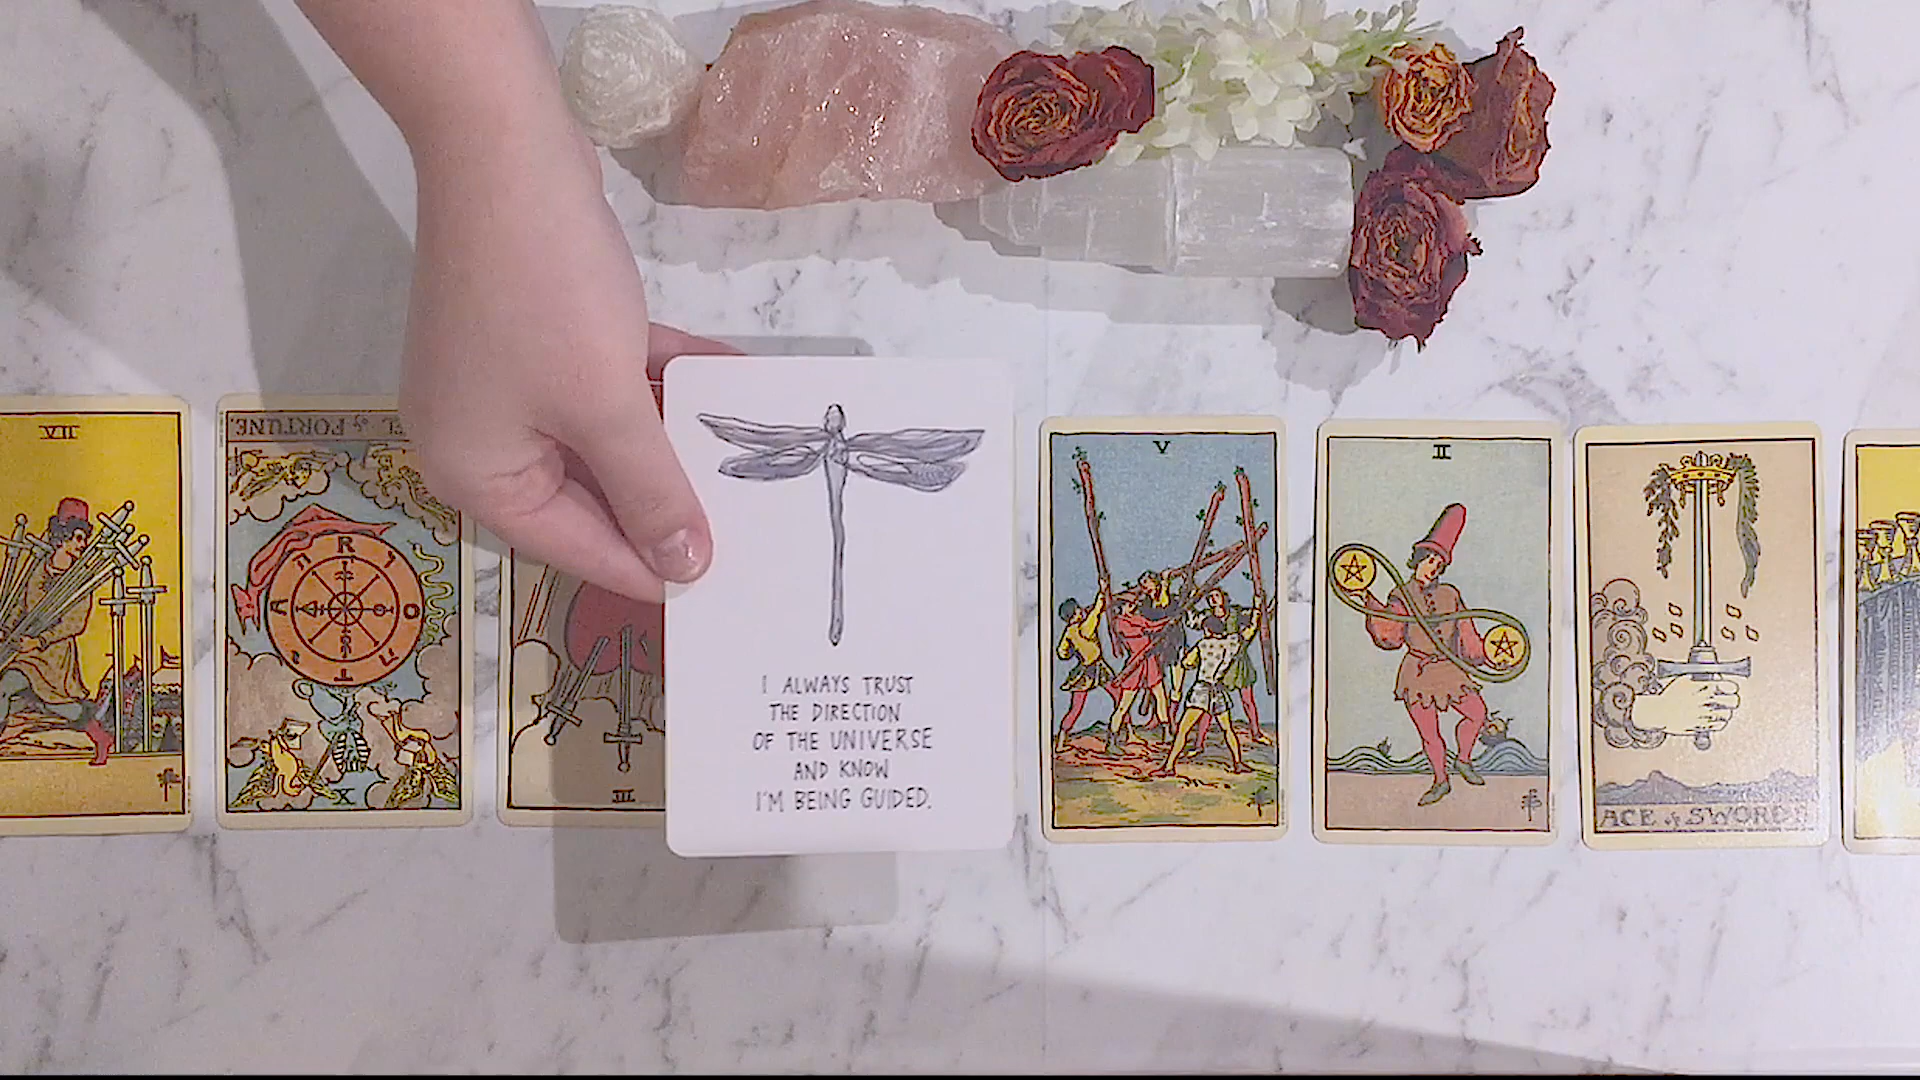 VII
WHEEL of FORTUNE.
T
A
R
O
X
III
I ALWAYS TRUST
THE DIRECTION
OF THE UNIVERSE
AND KNOW
I'M BEING GUIDED.
V
II
ACE of SWORDS